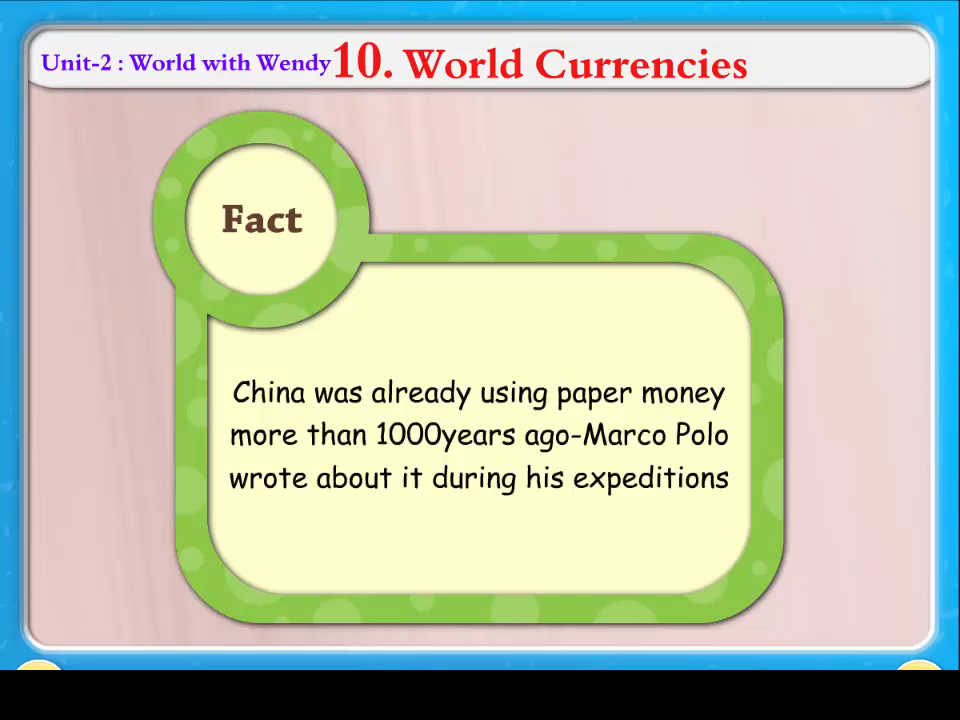 Unit-2 : World with Wendy 10. World Currencies
Fact
China was already using paper money
more than 1000years ago-Marco Polo
wrote about it during his expeditions